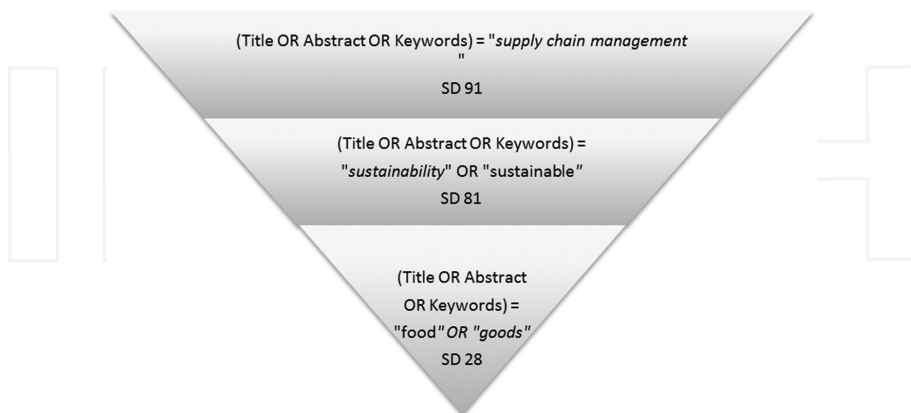 (Title OR Abstract OR Keywords) = "supply chain management
"
SD 91
(Title OR Abstract OR Keywords) =
"sustainability" OR "sustainable"
SD 81
(Title OR Abstract
OR Keywords) =
"food" OR "goods"
SD 28